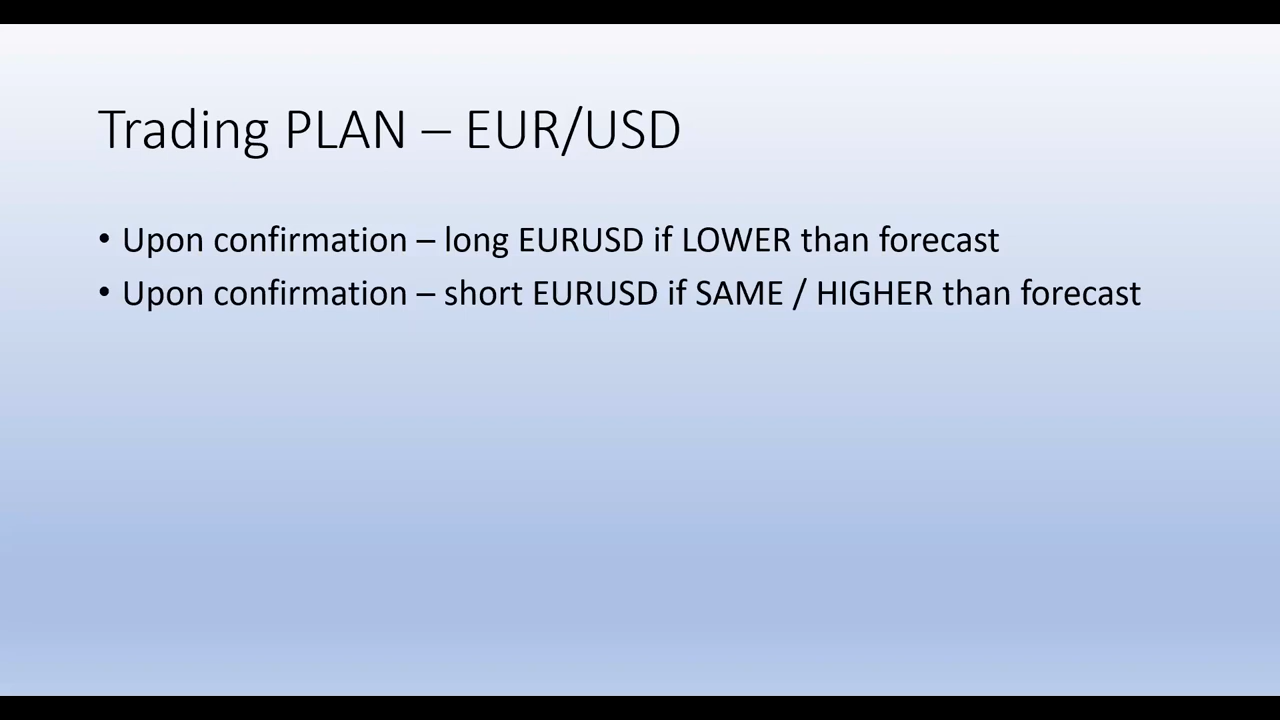 Trading PLAN – EUR/USD
• Upon confirmation – long EURUSD if LOWER than forecast
• Upon confirmation – short EURUSD if SAME / HIGHER than forecast